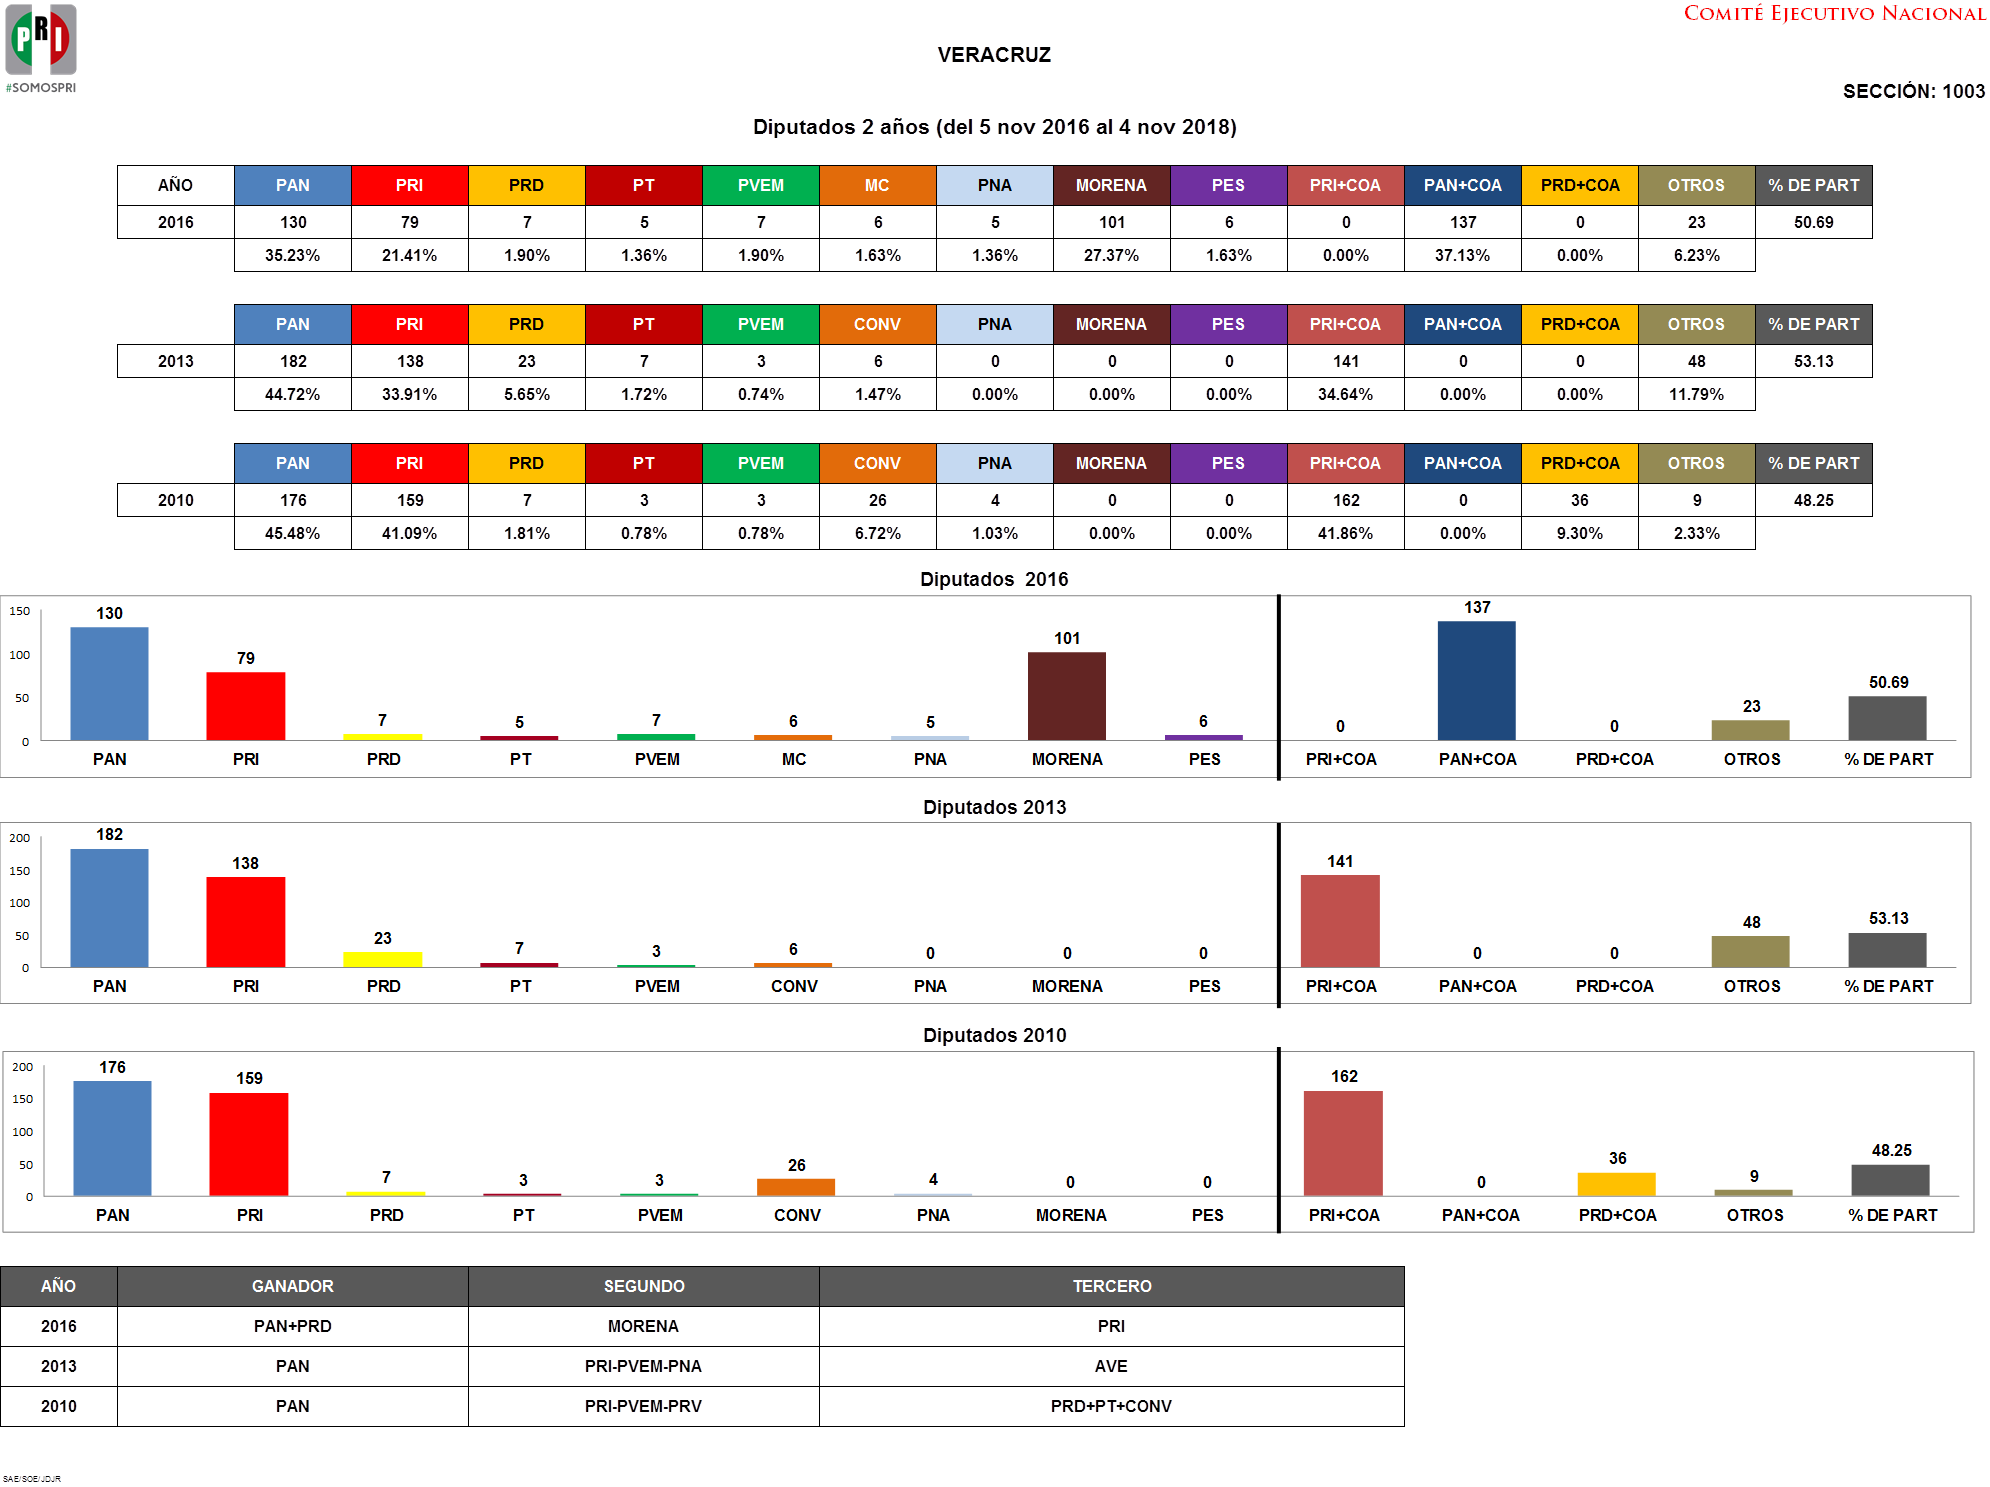 COMITÉ EJECUTIVO NACIONAL
PRI
#SOMOSPRI
VERACRUZ
SECCIÓN: 1003
Diputados 2 años (del 5 nov 2016 al 4 nov 2018)
AÑO PAN PRI PRD PT PVEM MC PNA MORENA PES PRI+COA PAN+COA PRD+COA OTROS % DE PART
2016 130 79 7 5 7 6 5 101 6 0 137 0 23 50.69
35.23% 21.41% 1.90% 1.36% 1.90% 1.63% 1.36% 27.37% 1.63% 0.00% 37.13% 0.00% 6.23%
PAN PRI PRD PT PVEM CONV PNA MORENA PES PRI+COA PAN+COA PRD+COA OTROS % DE PART
2013 182 138 23 7 3 6 0 0 0 141 0 0 48 53.13
44.72% 33.91% 5.65% 1.72% 0.74% 1.47% 0.00% 0.00% 0.00% 34.64% 0.00% 0.00% 11.79%
PAN PRI PRD PT PVEM CONV PNA MORENA PES PRI+COA PAN+COA PRD+COA OTROS % DE PART
2010 176 159 7 3 3 26 4 0 0 162 0 36 9 48.25
45.48% 41.09% 1.81% 0.78% 0.78% 6.72% 1.03% 0.00% 0.00% 41.86% 0.00% 9.30% 2.33%
Diputados  2016
150
100
50
0
130 79 7 5 7 6 5 101 6 0 137 0 23 50.69
PAN PRI PRD PT PVEM MC PNA MORENA PES PRI+COA PAN+COA PRD+COA OTROS % DE PART
Diputados 2013
200
150
100
50
0
182 138 23 7 3 6 0 0 0 141 0 0 48 53.13
PAN PRI PRD PT PVEM CONV PNA MORENA PES PRI+COA PAN+COA PRD+COA OTROS % DE PART
Diputados 2010
200
150
100
50
0
176 159 7 3 3 26 4 0 0 162 0 36 9 48.25
PAN PRI PRD PT PVEM CONV PNA MORENA PES PRI+COA PAN+COA PRD+COA OTROS % DE PART
AÑO GANADOR SEGUNDO TERCERO
2016 PAN+PRD MORENA PRI
2013 PAN PRI-PVEM-PNA AVE
2010 PAN PRI-PVEM-PRV PRD+PT+CONV
SAE/SOE/JDJR